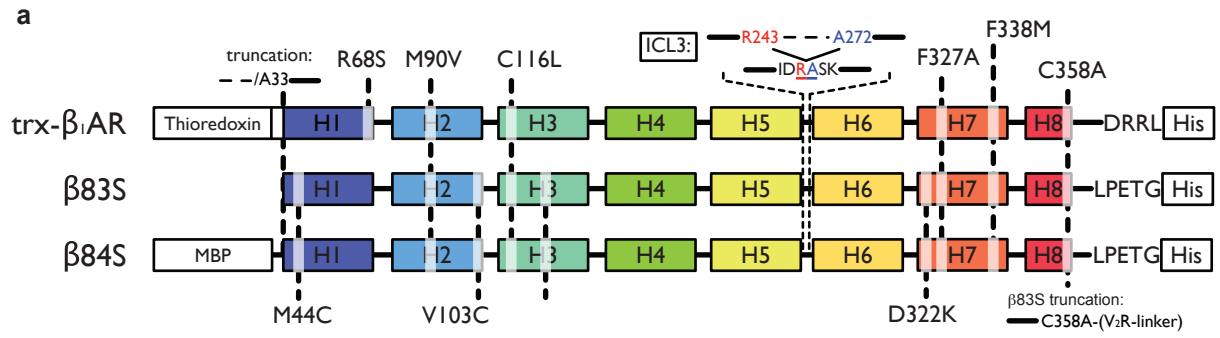 a
truncation:
--/A33
R68S
M90V
C116L
ICL3:
R243 --- A272
IDRASK
F327A
F338M
C358A
trx-β₁AR
Thioredoxin
H1
H2
H3
H4
H5
H6
H7
H8
DRRL
His
β83S
H1
H2
H3
H4
H5
H6
H7
H8
LPETG
His
β84S
MBP
H1
H2
H3
H4
H5
H6
H7
H8
LPETG
His
M44C
V103C
D322K
β83S truncation:
C358A-(V₂R-linker)